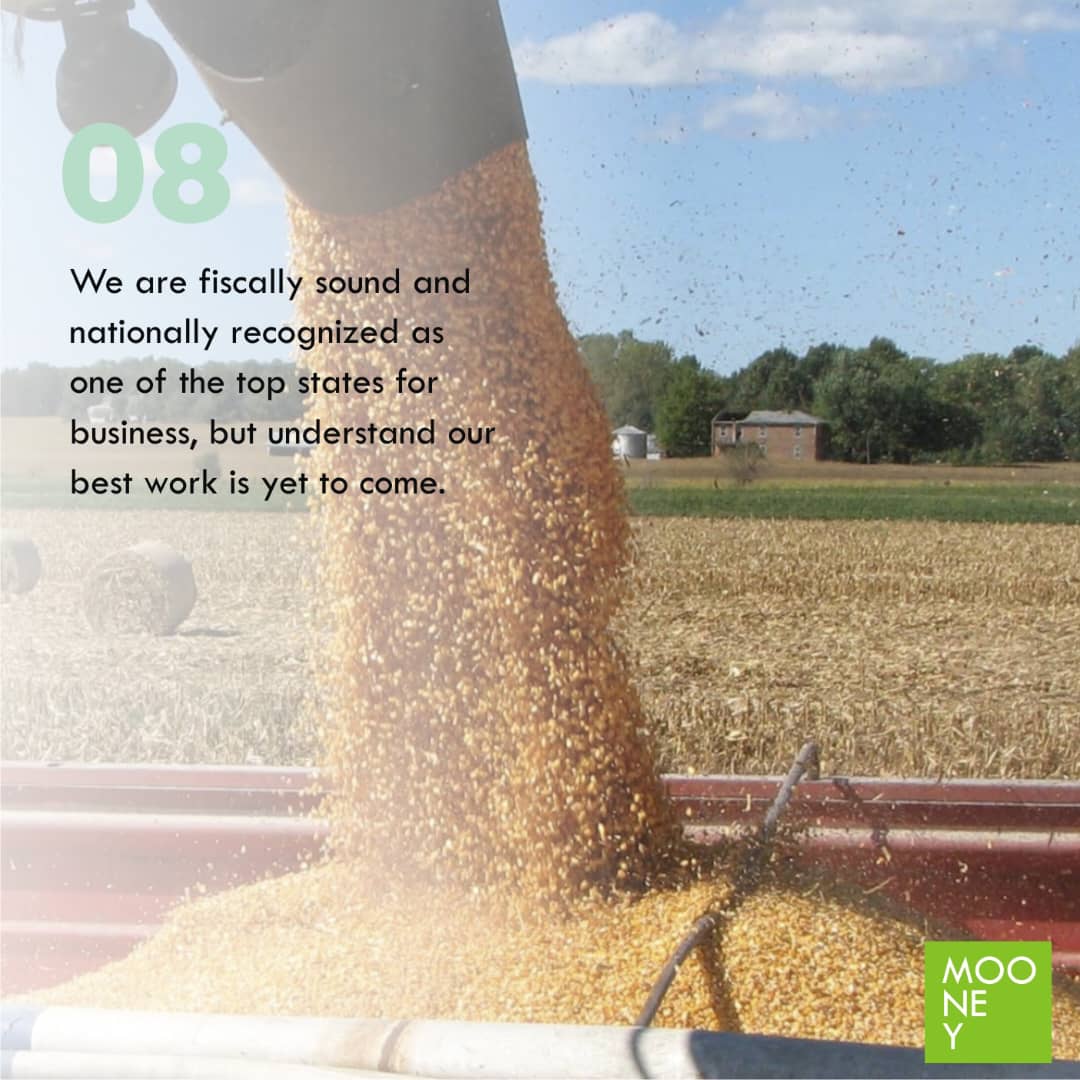 08
We are fiscally sound and
nationally recognized as
one of the top states for
business, but understand our
best work is yet to come.
MOO
NE
Y